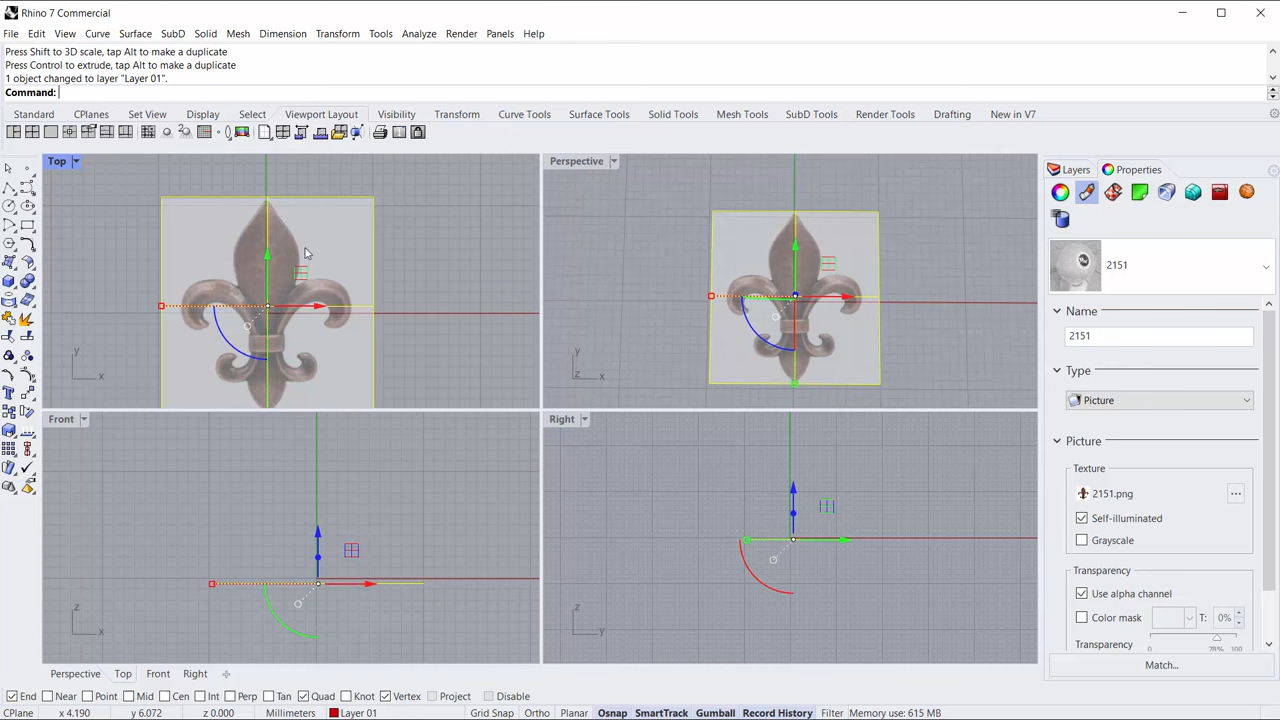 Rhino 7 Commercial
File Edit View Curve Surface SubD Solid Mesh Dimension Transform Tools Analyze Render Panels Help
Press Shift to 3D scale, tap Alt to make a duplicate
Press Control to extrude, tap Alt to make a duplicate
1 object changed to layer "Layer 01".
Command:
Standard CPlanes Set View Display Select Viewport Layout Visibility Transform Curve Tools Surface Tools Solid Tools Mesh Tools SubD Tools Render Tools Drafting New in V7
Top
Perspective
Layers Properties
2151
Name
2151
Type
Picture
Picture
Texture
2151.png ...
Self-illuminated
Grayscale
Transparency
Use alpha channel
Color mask T: 0%
Transparency 0 78% 100
Match...
y
x
y
z x
Front
Right
z
x
z
y
Perspective Top Front Right
End Near Point Mid Cen Int Perp Tan Quad Knot Vertex Project Disable
CPlane x 4.190 y 6.072 z 0.000 Millimeters Layer 01 Grid Snap Ortho Planar Osnap SmartTrack Gumball Record History Filter Memory use: 615 MB